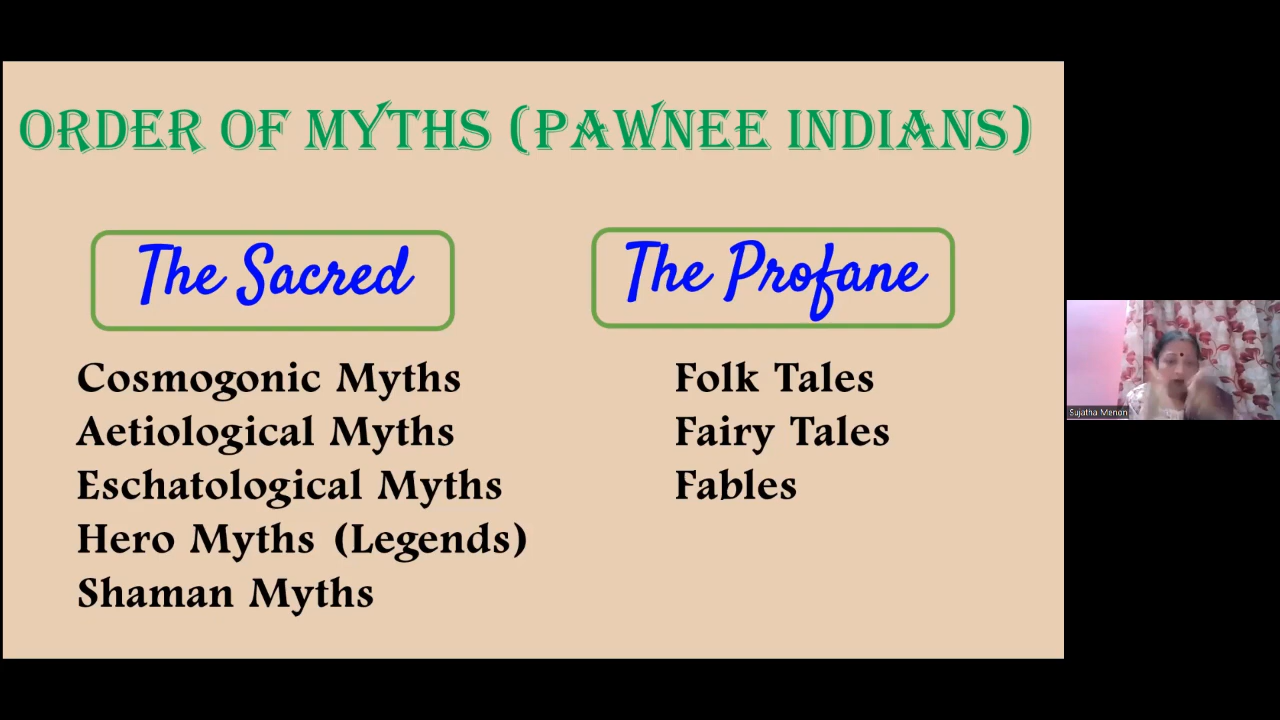 ORDER OF MYTHS (PAWNEE INDIANS)
The Sacred
Cosmogonic Myths
Aetiological Myths
Eschatological Myths
Hero Myths (Legends)
Shaman Myths
The Profane
Folk Tales
Fairy Tales
Fables
Sujatha Menon